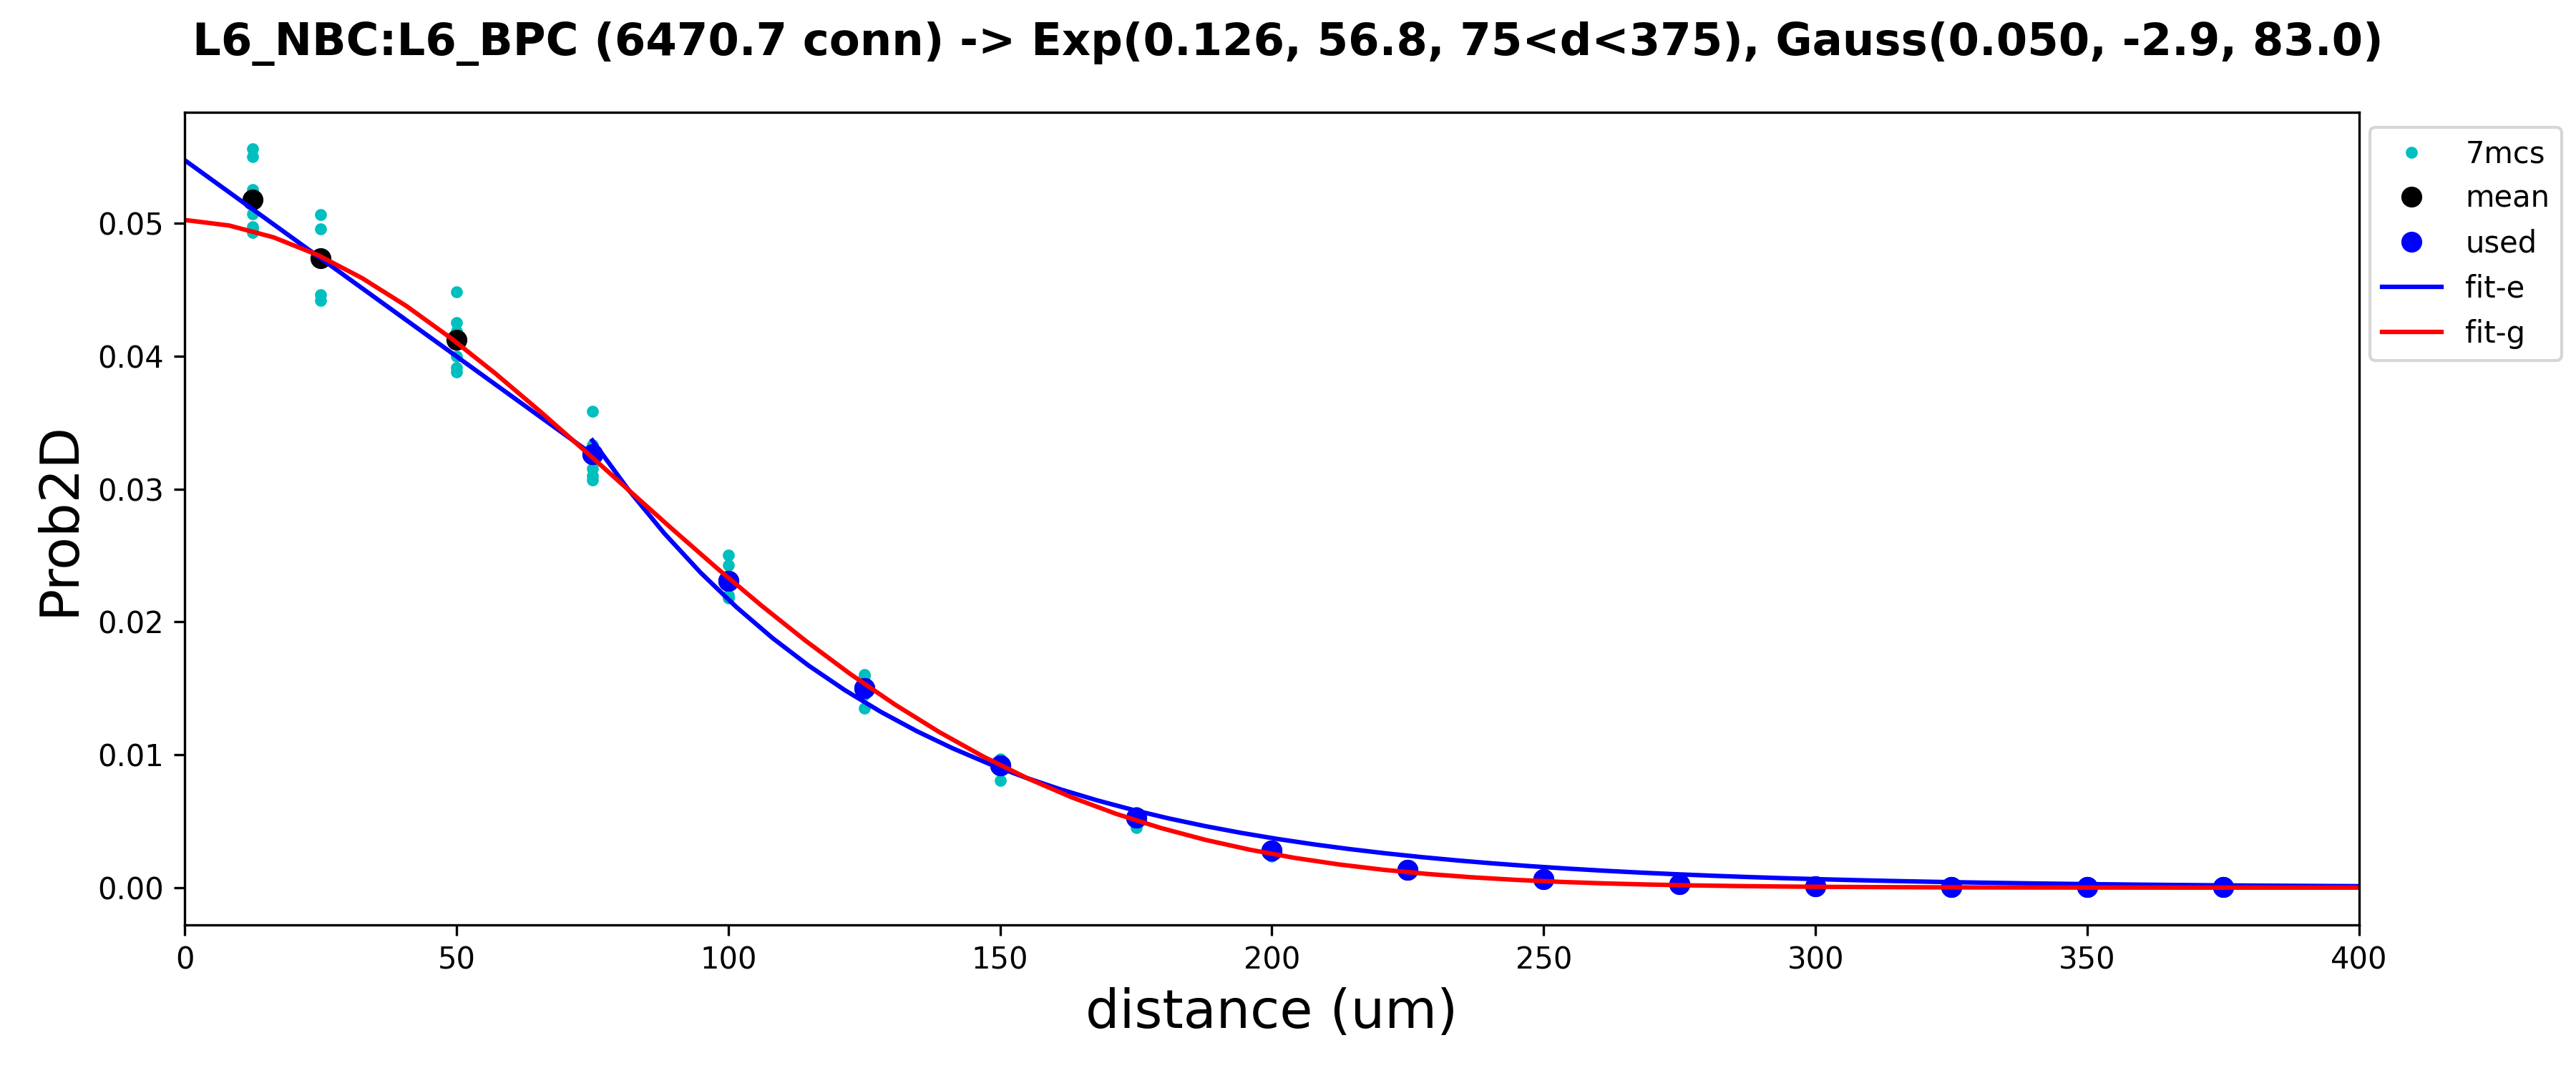 L6_NBC:L6_BPC (6470.7 conn) -> Exp(0.126, 56.8, 75<d<375), Gauss(0.050, -2.9, 83.0)
7mcs
mean
used
fit-e
fit-g
0.05
0.04
0.03
0.02
0.01
0.00
Prob2D
0 50 100 150 200 250 300 350 400
distance (um)